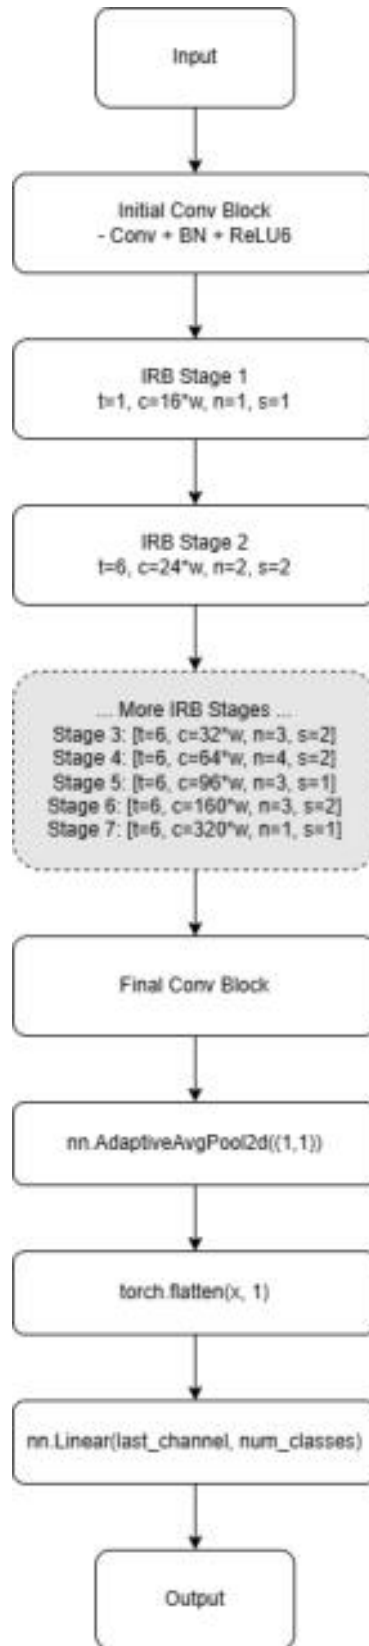 Input
Initial Conv Block
- Conv + BN + ReLU6
IRB Stage 1
t=1, c=16*w, n=1, s=1
IRB Stage 2
t=6, c=24*w, n=2, s=2
... More IRB Stages ...
Stage 3: [t=6, c=32*w, n=3, s=2]
Stage 4: [t=6, c=64*w, n=4, s=2]
Stage 5: [t=6, c=96*w, n=3, s=1]
Stage 6: [t=6, c=160*w, n=3, s=2]
Stage 7: [t=6, c=320*w, n=1, s=1]
Final Conv Block
nn.AdaptiveAvgPool2d((1,1))
torch.flatten(x, 1)
nn.Linear(last_channel, num_classes)
Output